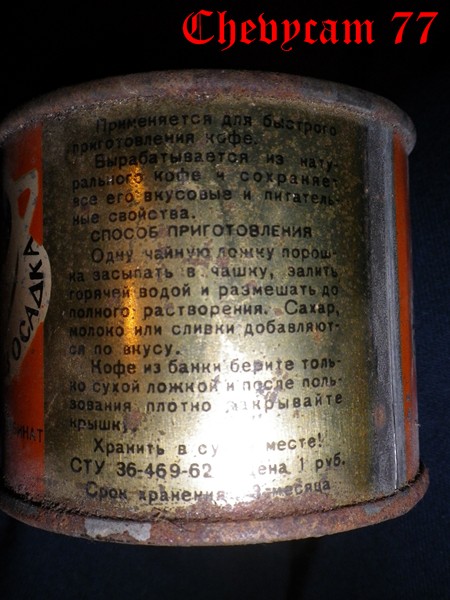 Chevycam 77
Применяется для быстрого
приготовления кофе.
Вырабатывается из нату-
рального кофе и сохраняе-
все его вкусовые и питатель-
ные свойства.
СПОСОБ ПРИГОТОВЛЕНИЯ
Одну чайную ложку порош-
ка засыпать в чашку, залить
горячей водой и размешать до
полного растворения. Сахар,
молоко или сливки добавляют-
ся по вкусу.
Кофе из банки берите толь-
ко сухой ложкой и после поль-
зования плотно закрывайте
крышку.
Хранить в месте!
СТУ 36-469-62 Цена 1 руб.
Срок хранения месяца
ОСАДКА
ИНАТ